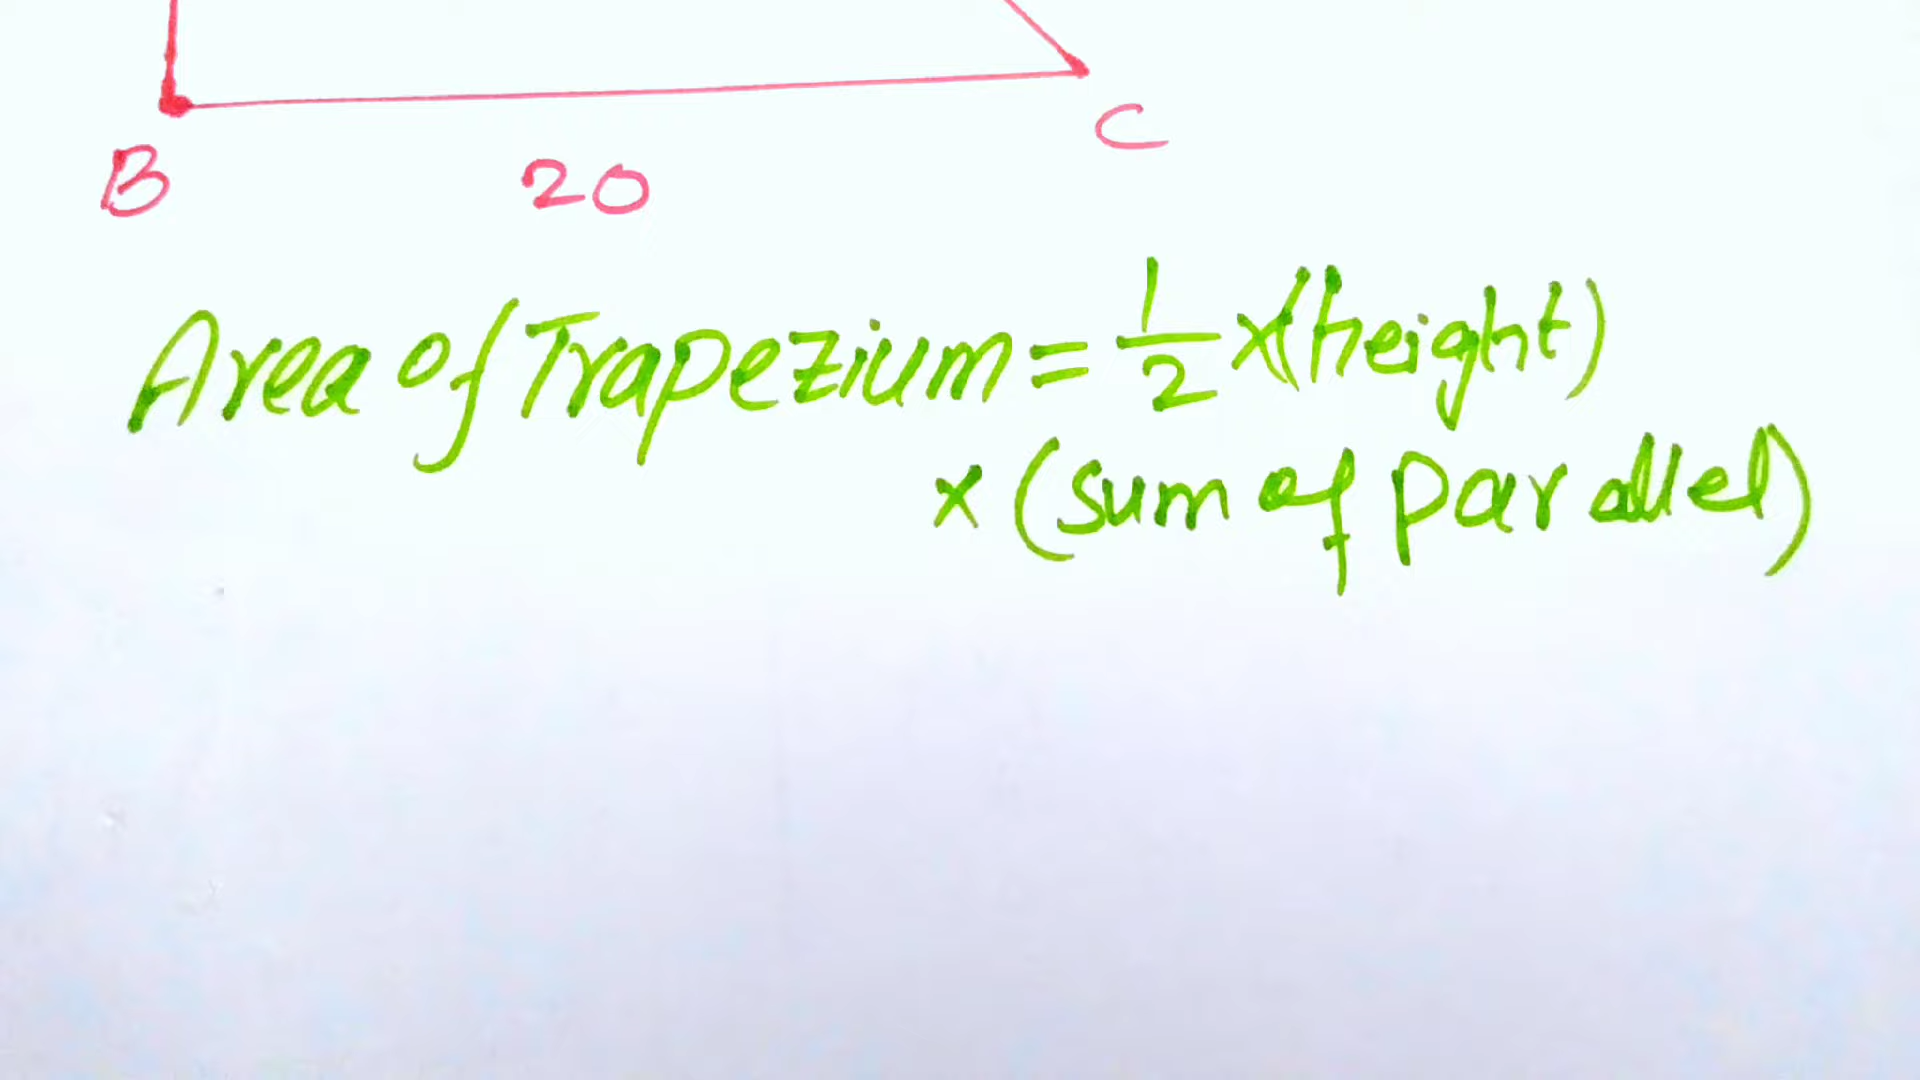 B
20
C
Area of Trapezium = 1/2 x (height)
x (sum of parallel)